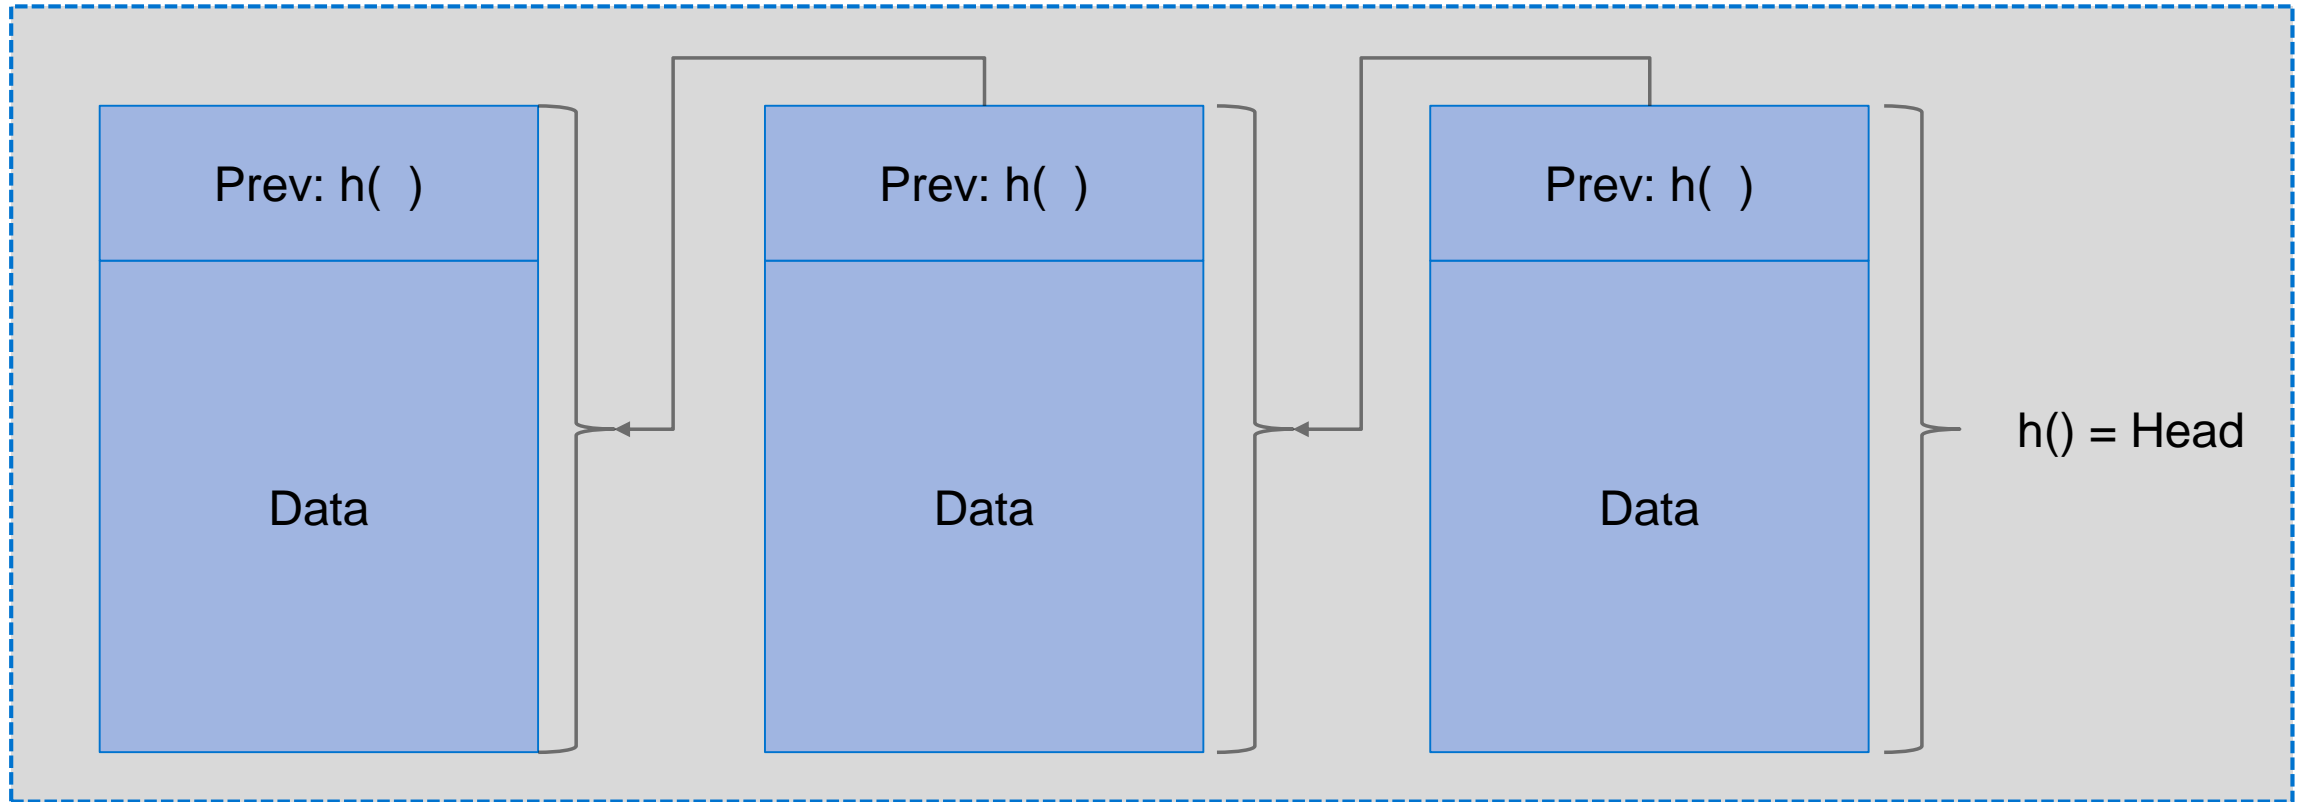 Prev: h(  )
Prev: h(  )
Prev: h(  )
Data
Data
Data
h() = Head